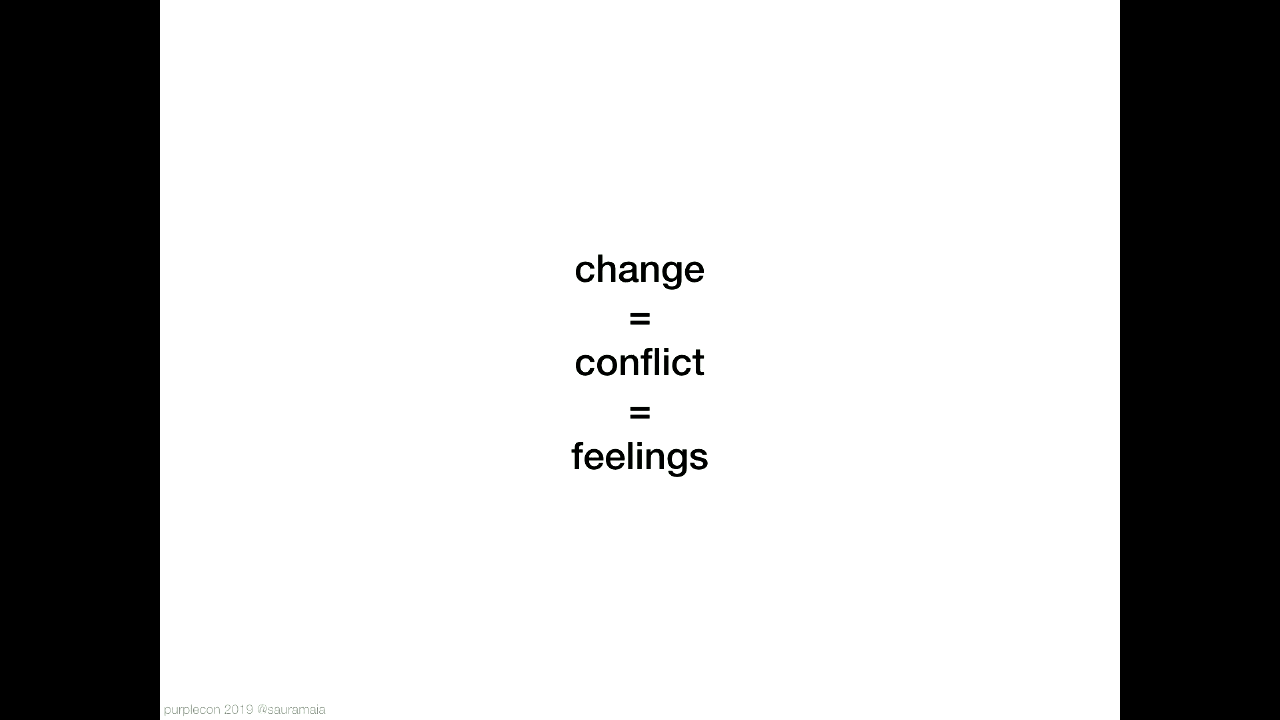 change
=
conflict
=
feelings
purplecon 2019 @sauramaia